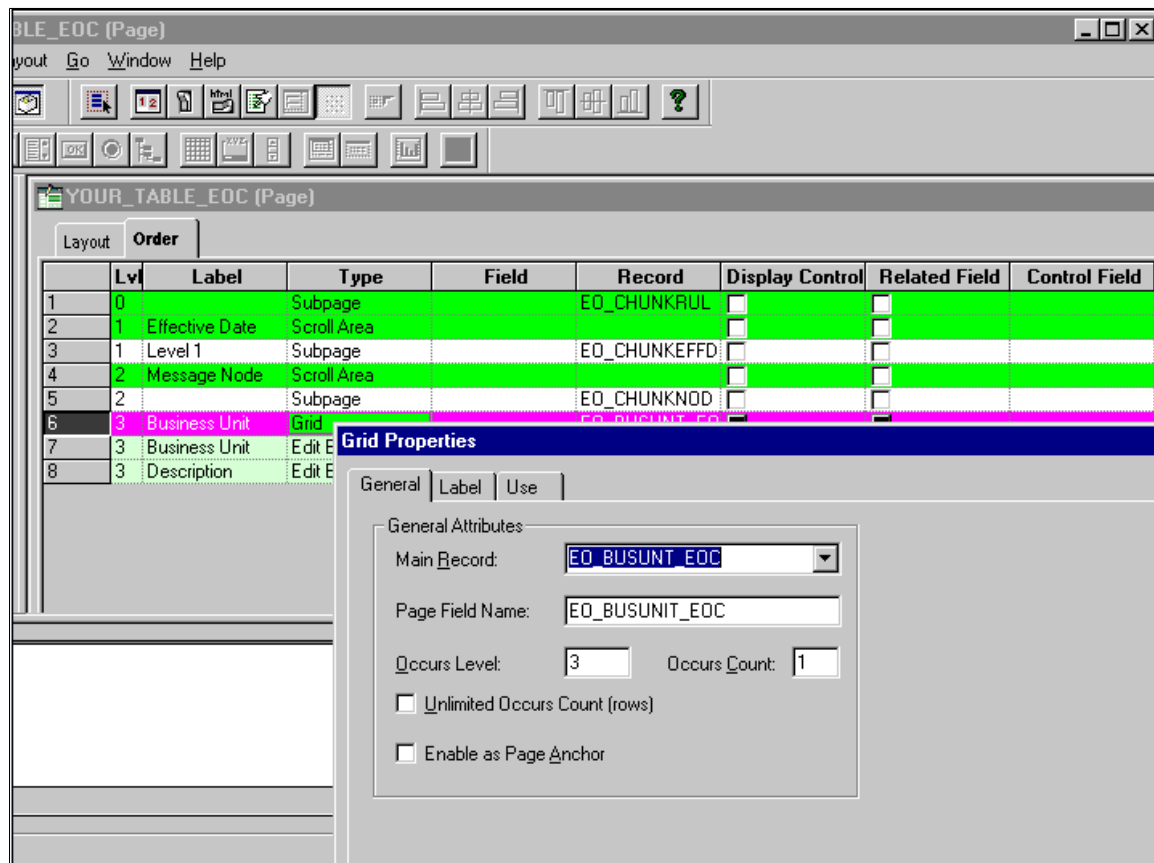 BLE_EOC (Page)
yout Go Window Help
YOUR_TABLE_EOC (Page)
Layout Order
Lvl Label Type Field Record Display Control Related Field Control Field
1 0 Subpage EO_CHUNKRUL
2 1 Effective Date Scroll Area
3 1 Level 1 Subpage EO_CHUNKEFFD
4 2 Message Node Scroll Area
5 2 Subpage EO_CHUNKNOD
6 3 Business Unit Grid EO_BUSUNT_EO
7 3 Business Unit Edit E
8 3 Description Edit E
Grid Properties
General Label Use
General Attributes
Main Record: EO_BUSUNT_EOC
Page Field Name: EO_BUSUNIT_EOC
Occurs Level: 3 Occurs Count: 1
Unlimited Occurs Count (rows)
Enable as Page Anchor